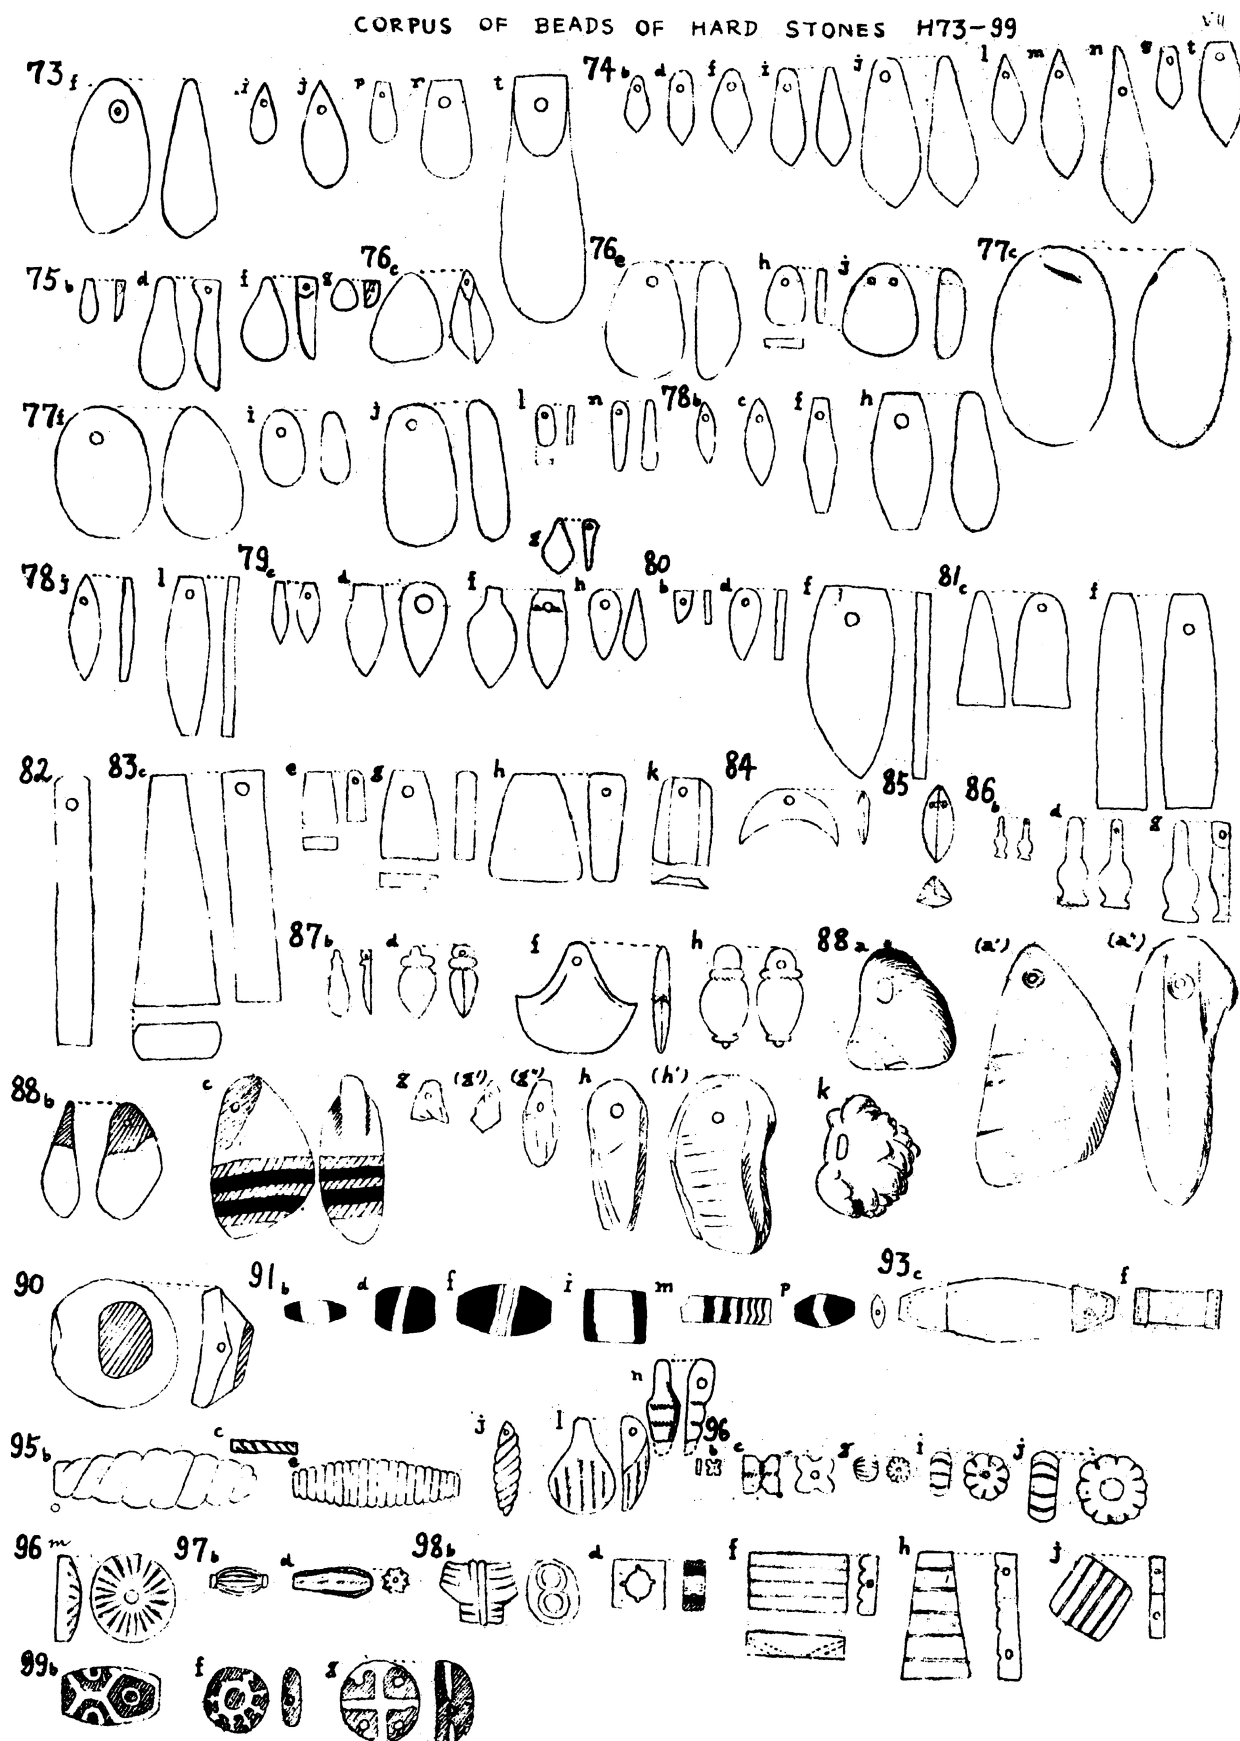 CORPUS OF BEADS OF HARD STONES H73-99
VII
73 f i j p r t 74 b d f i j l m n g t
75 b d f g 76 c 76 e h j 77 c
77 f i j l n 78 b c f h
g
78 j l 79 c d f h 80 b d f 81 c f
82 83 c e g h k 84 85 86 b d g
87 b d f h 88 a (a') (a")
88 b c g (g') (g") h (h') k
90 91 b d f i m p 93 c f
n
95 b c e j l 96 b c g i j
96 m 97 b d 98 b d f h j
99 b f g